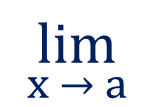 lim
x → a